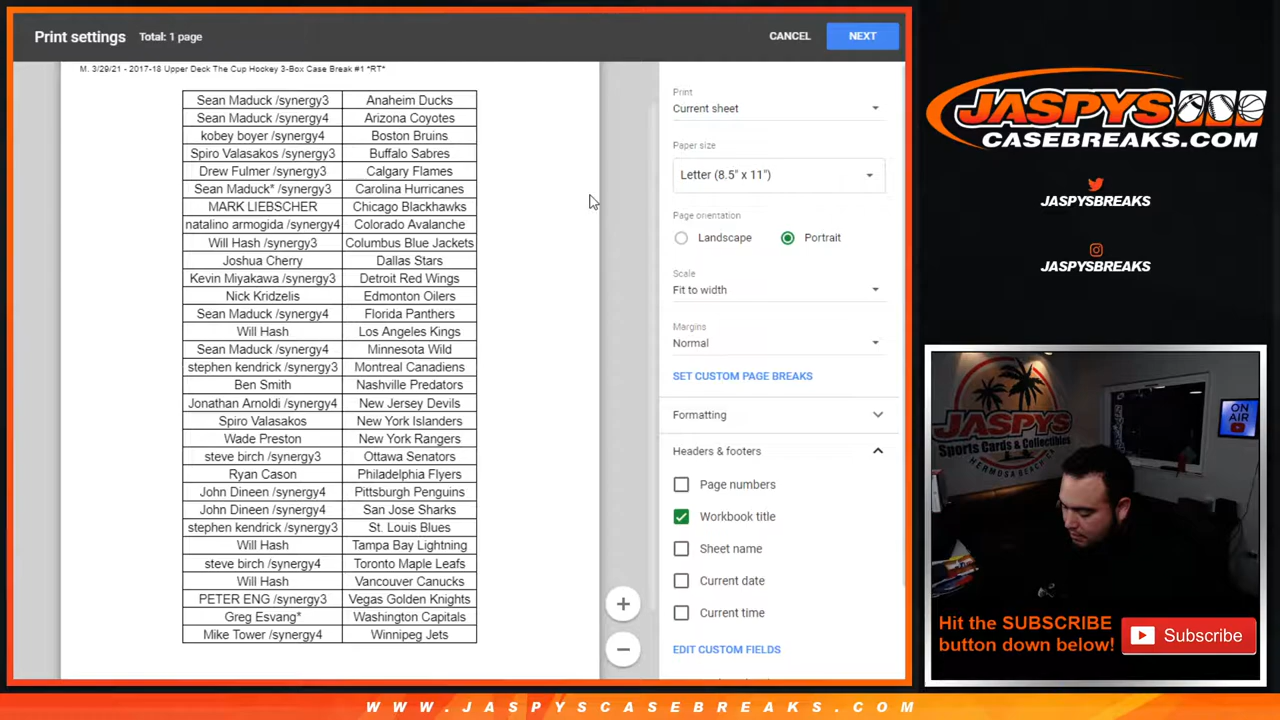 Print settings
Total: 1 page
CANCEL
NEXT
M. 3/29/21 - 2017-18 Upper Deck The Cup Hockey 3-Box Case Break #1 *RT*
Sean Maduck /synergy3 Anaheim Ducks
Sean Maduck /synergy4 Arizona Coyotes
kobey boyer /synergy4 Boston Bruins
Spiro Valasakos /synergy3 Buffalo Sabres
Drew Fulmer /synergy3 Calgary Flames
Sean Maduck* /synergy3 Carolina Hurricanes
MARK LIEBSCHER Chicago Blackhawks
natalino armogida /synergy4 Colorado Avalanche
Will Hash /synergy3 Columbus Blue Jackets
Joshua Cherry Dallas Stars
Kevin Miyakawa /synergy3 Detroit Red Wings
Nick Kridzelis Edmonton Oilers
Sean Maduck /synergy4 Florida Panthers
Will Hash Los Angeles Kings
Sean Maduck /synergy4 Minnesota Wild
stephen kendrick /synergy3 Montreal Canadiens
Ben Smith Nashville Predators
Jonathan Arnoldi /synergy4 New Jersey Devils
Spiro Valasakos New York Islanders
Wade Preston New York Rangers
steve birch /synergy3 Ottawa Senators
Ryan Cason Philadelphia Flyers
John Dineen /synergy4 Pittsburgh Penguins
John Dineen /synergy4 San Jose Sharks
stephen kendrick /synergy3 St. Louis Blues
Will Hash Tampa Bay Lightning
steve birch /synergy4 Toronto Maple Leafs
Will Hash Vancouver Canucks
PETER ENG /synergy3 Vegas Golden Knights
Greg Esvang* Washington Capitals
Mike Tower /synergy4 Winnipeg Jets
Print
Current sheet
Paper size
Letter (8.5" x 11")
Page orientation
Landscape
Portrait
Scale
Fit to width
Margins
Normal
SET CUSTOM PAGE BREAKS
Formatting
Headers & footers
Page numbers
Workbook title
Sheet name
Current date
Current time
EDIT CUSTOM FIELDS
JASPYS
CASEBREAKS.COM
JASPYSBREAKS
JASPYSBREAKS
JASPYS
Sports Cards & Collectibles
HERMOSA BEACH
ON
AIR
Hit the SUBSCRIBE
button down below!
Subscribe
WWW.JASPYSCASEBREAKS.COM